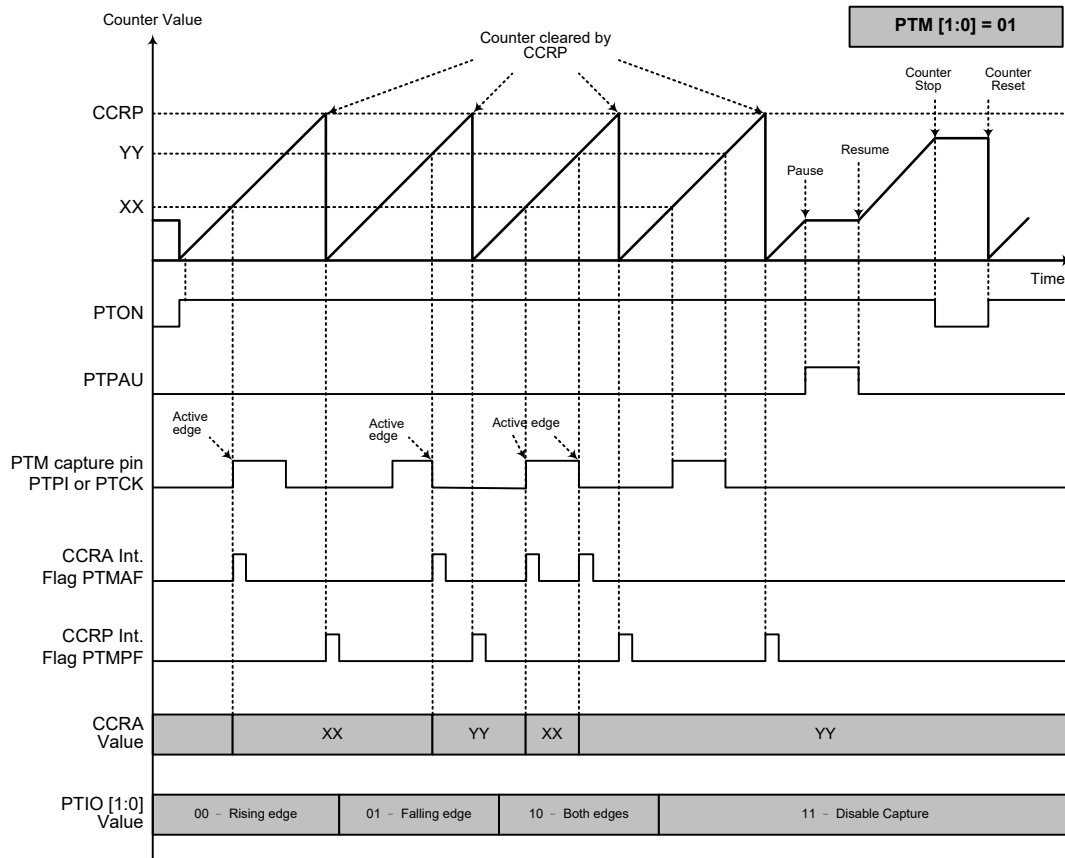 Counter Value
PTM [1:0] = 01
Counter cleared by
CCRP
Counter
Stop
Counter
Reset
CCRP
YY
XX
Pause
Resume
Time
PTON
PTPAU
Active
edge
Active
edge
Active edge
PTM capture pin
PTPI or PTCK
CCRA Int.
Flag PTMAF
CCRP Int.
Flag PTMPF
CCRA
Value
XX
YY
XX
YY
PTIO [1:0]
Value
00 - Rising edge
01 - Falling edge
10 - Both edges
11 - Disable Capture